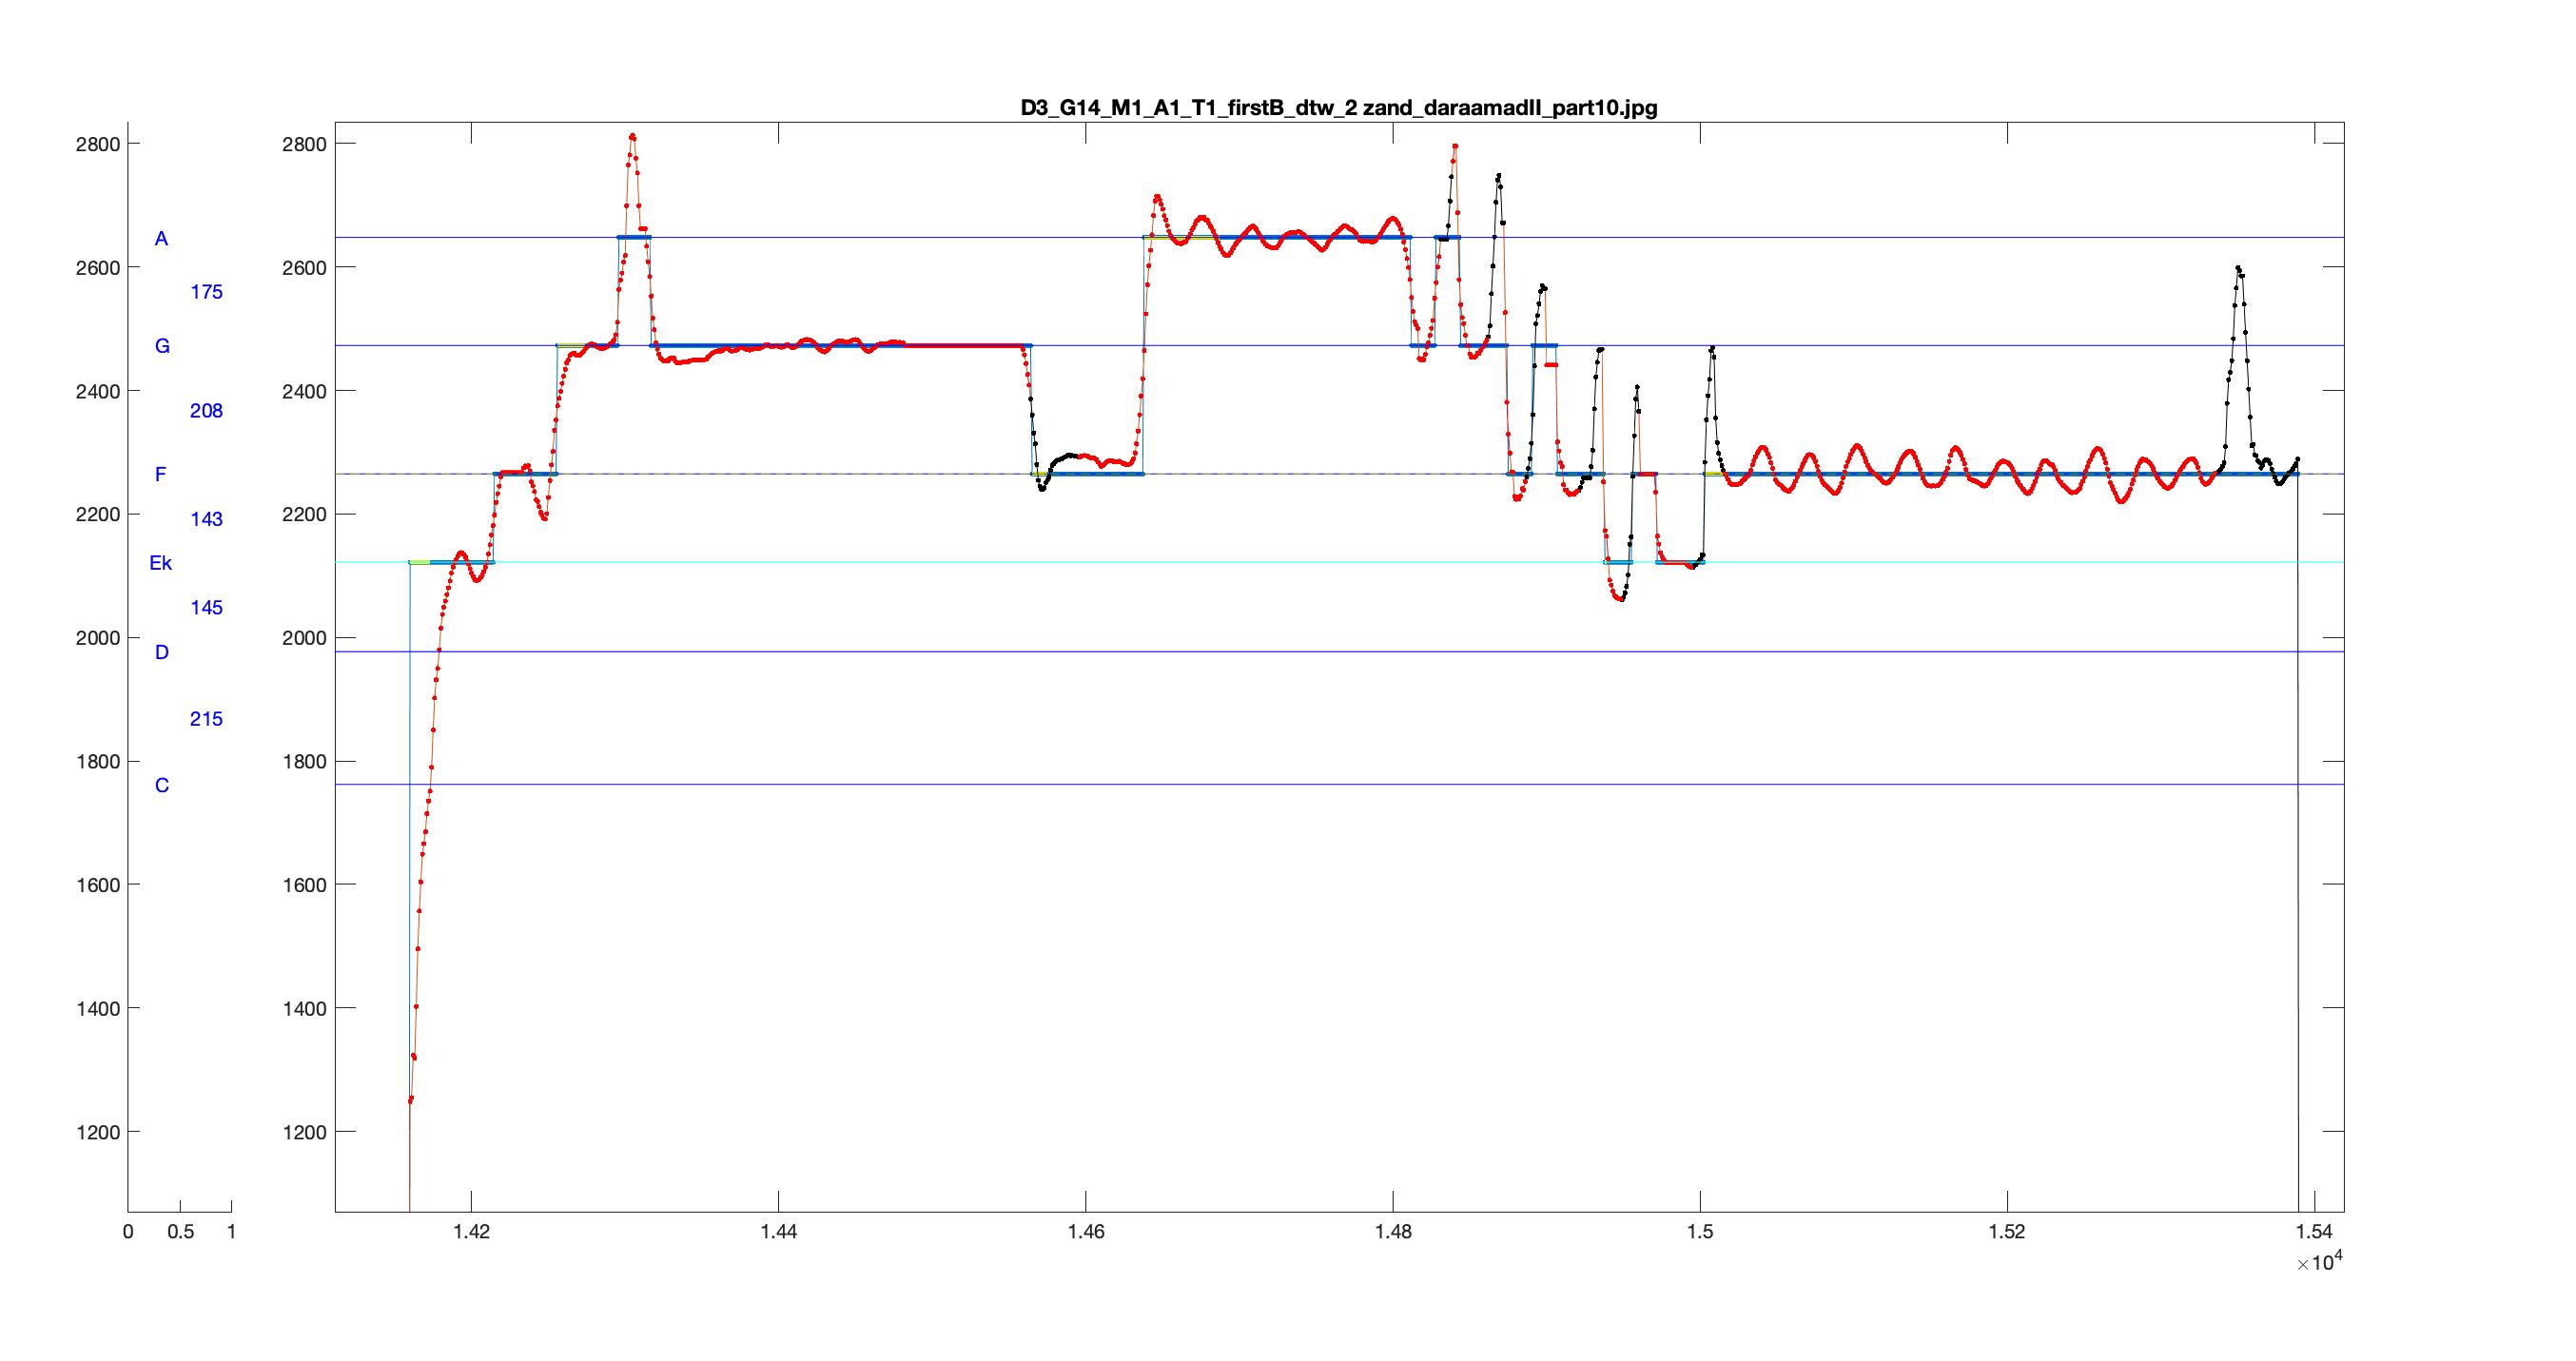 D3_G14_M1_A1_T1_firstB_dtw_2 zand_daraamadII_part10.jpg
2800 2800
A
2600 2600
175
G
2400 2400
208
F
2200 2200
143
Ek
145
2000 2000
D
215
1800 1800
C
1600 1600
1400 1400
1200 1200
0 0.5 1 1.42 1.44 1.46 1.48 1.5 1.52 1.54
×10^4